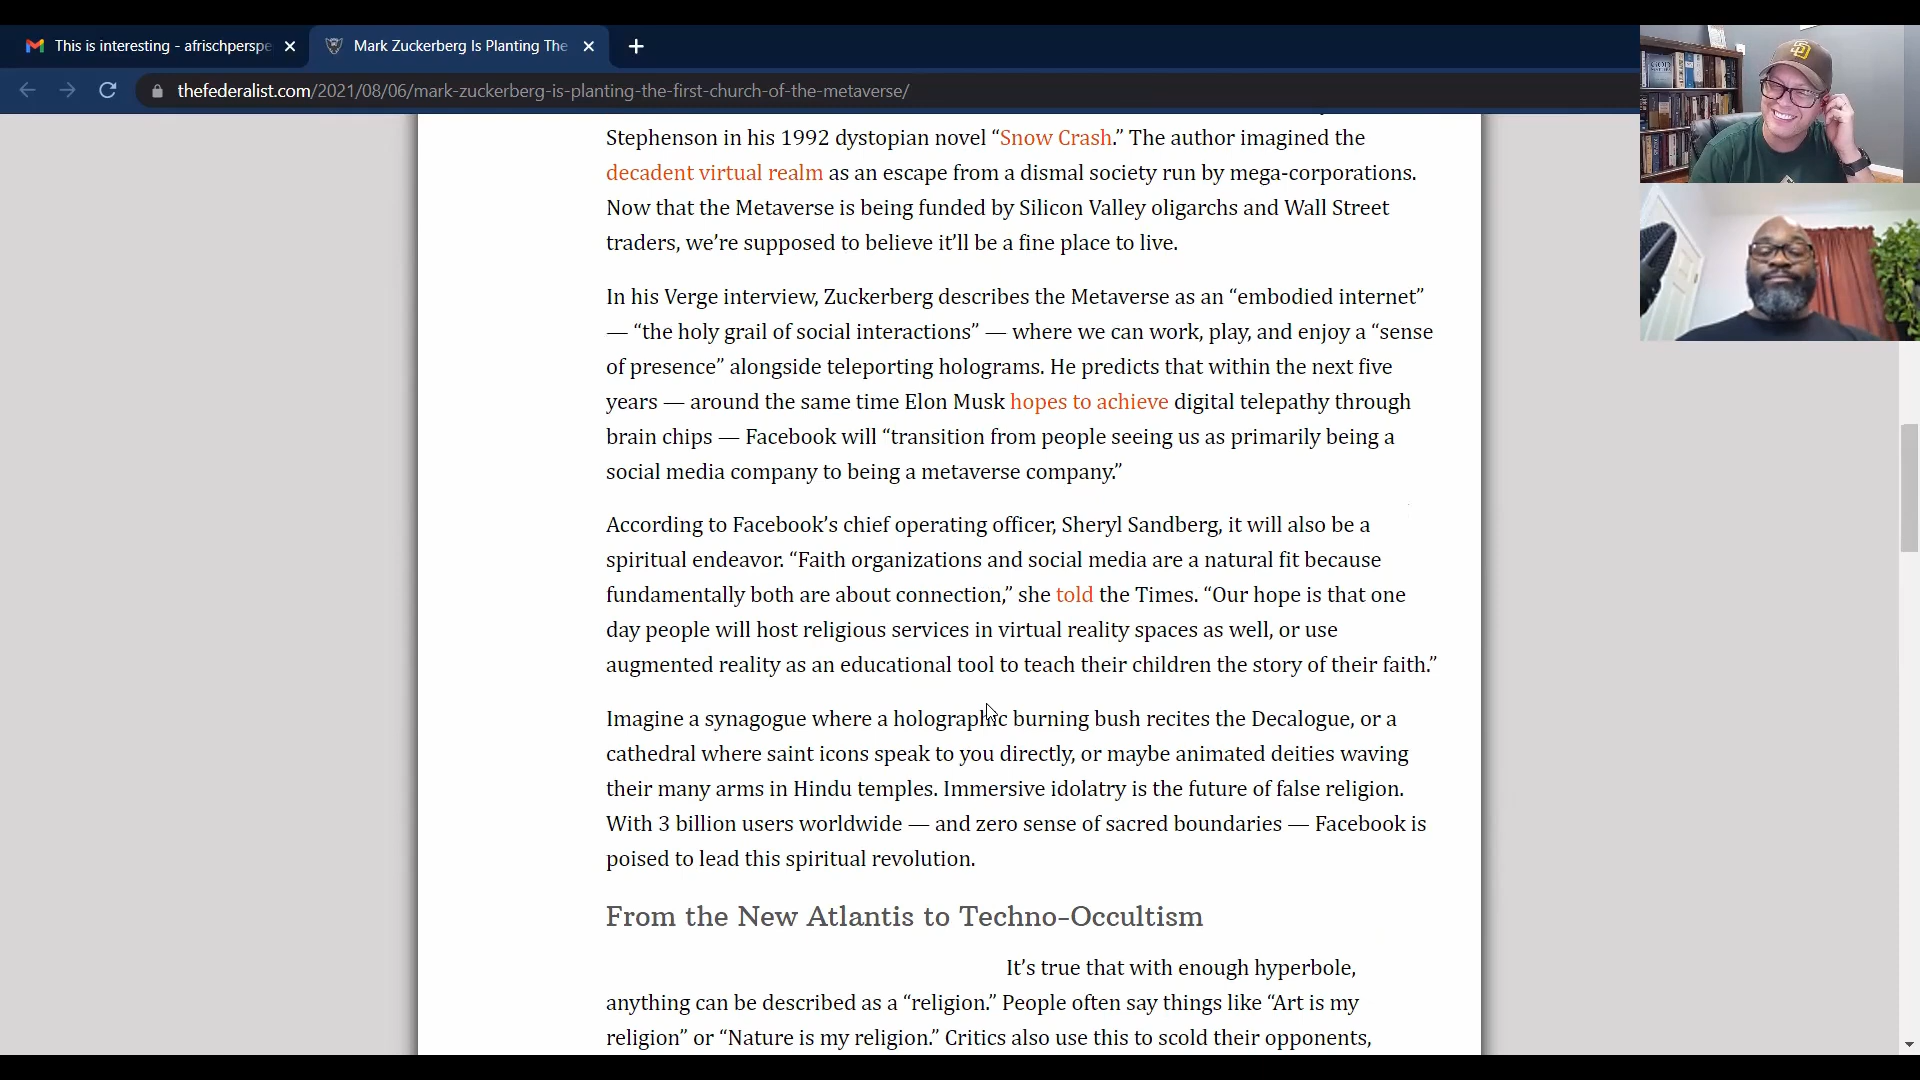 This is interesting - afrischperspe
Mark Zuckerberg Is Planting The
thefederalist.com/2021/08/06/mark-zuckerberg-is-planting-the-first-church-of-the-metaverse/
Stephenson in his 1992 dystopian novel “Snow Crash.” The author imagined the
decadent virtual realm as an escape from a dismal society run by mega-corporations.
Now that the Metaverse is being funded by Silicon Valley oligarchs and Wall Street
traders, we’re supposed to believe it’ll be a fine place to live.
In his Verge interview, Zuckerberg describes the Metaverse as an “embodied internet”
— “the holy grail of social interactions” — where we can work, play, and enjoy a “sense
of presence” alongside teleporting holograms. He predicts that within the next five
years — around the same time Elon Musk hopes to achieve digital telepathy through
brain chips — Facebook will “transition from people seeing us as primarily being a
social media company to being a metaverse company.”
According to Facebook’s chief operating officer, Sheryl Sandberg, it will also be a
spiritual endeavor. “Faith organizations and social media are a natural fit because
fundamentally both are about connection,” she told the Times. “Our hope is that one
day people will host religious services in virtual reality spaces as well, or use
augmented reality as an educational tool to teach their children the story of their faith.”
Imagine a synagogue where a holographic burning bush recites the Decalogue, or a
cathedral where saint icons speak to you directly, or maybe animated deities waving
their many arms in Hindu temples. Immersive idolatry is the future of false religion.
With 3 billion users worldwide — and zero sense of sacred boundaries — Facebook is
poised to lead this spiritual revolution.
From the New Atlantis to Techno-Occultism
It’s true that with enough hyperbole,
anything can be described as a “religion.” People often say things like “Art is my
religion” or “Nature is my religion.” Critics also use this to scold their opponents,